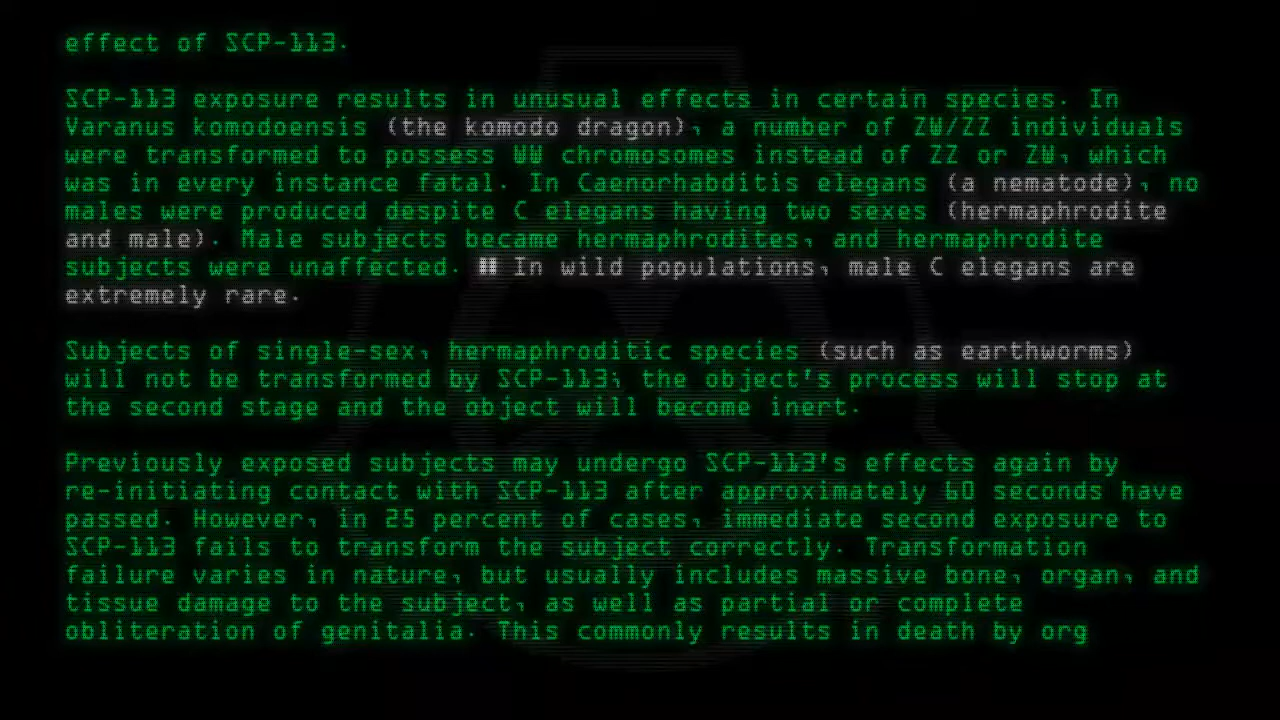 effect of SCP-113.
SCP-113 exposure results in unusual effects in certain species. In
Varanus komodoensis (the komodo dragon), a number of ZW/ZZ individuals
were transformed to possess WW chromosomes instead of ZZ or ZW, which
was in every instance fatal. In Caenorhabditis elegans (a nematode), no
males were produced despite C elegans having two sexes (hermaphrodite
and male). Male subjects became hermaphrodites, and hermaphrodite
subjects were unaffected. In wild populations, male C elegans are
extremely rare.
Subjects of single-sex, hermaphroditic species (such as earthworms)
will not be transformed by SCP-113; the object's process will stop at
the second stage and the object will become inert.
Previously exposed subjects may undergo SCP-113's effects again by
re-initiating contact with SCP-113 after approximately 60 seconds have
passed. However, in 25 percent of cases, immediate second exposure to
SCP-113 fails to transform the subject correctly. Transformation
failure varies in nature, but usually includes massive bone, organ, and
tissue damage to the subject, as well as partial or complete
obliteration of genitalia. This commonly results in death by org